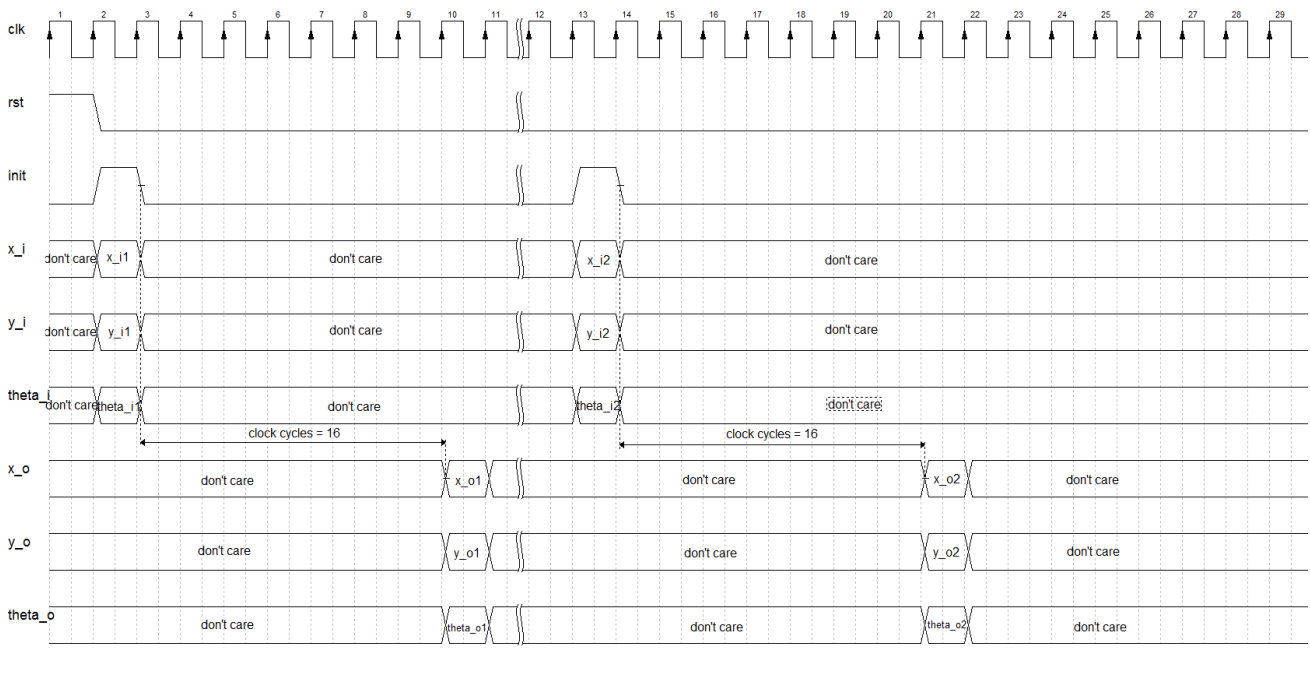 1 2 3 4 5 6 7 8 9 10 11 12 13 14 15 16 17 18 19 20 21 22 23 24 25 26 27 28 29
clk
rst
init
x_i don't care x_i1 don't care x_i2 don't care
y_i don't care y_i1 don't care y_i2 don't care
theta_i don't care theta_i1 don't care theta_i2 don't care
clock cycles = 16 clock cycles = 16
x_o don't care x_o1 don't care x_o2 don't care
y_o don't care y_o1 don't care y_o2 don't care
theta_o don't care theta_o1 don't care theta_o2 don't care